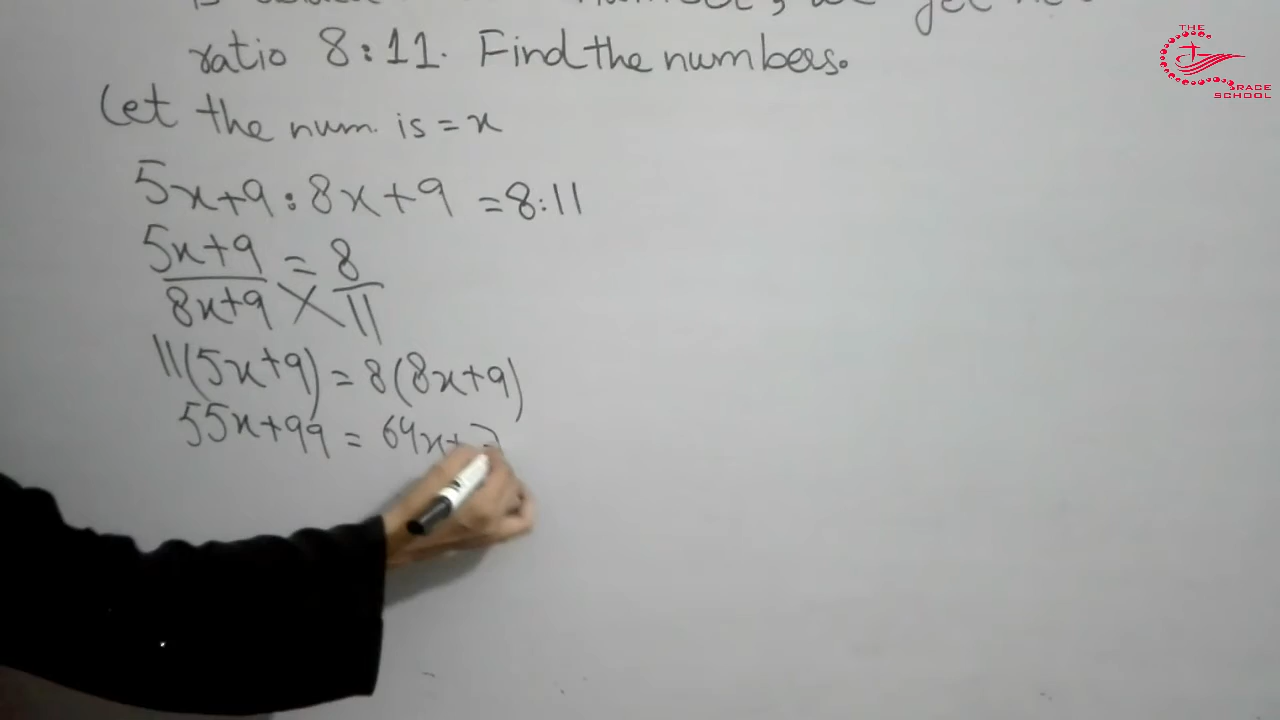 ratio 8:11. Find the numbers.
Let the num. is = x
5x+9 : 8x+9 = 8:11
5x+9 = 8
8x+9 11
11(5x+9) = 8(8x+9)
55x+99 = 64x+7
THE
GRACE
SCHOOL